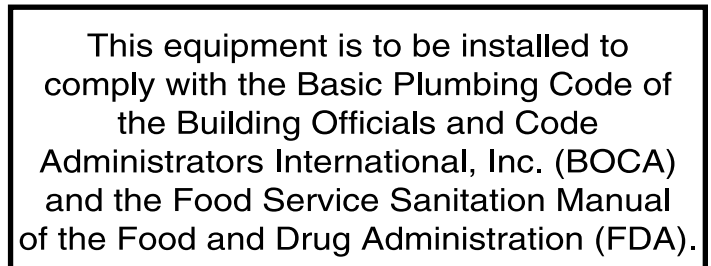 This equipment is to be installed to
comply with the Basic Plumbing Code of
the Building Officials and Code
Administrators International, Inc. (BOCA)
and the Food Service Sanitation Manual
of the Food and Drug Administration (FDA).